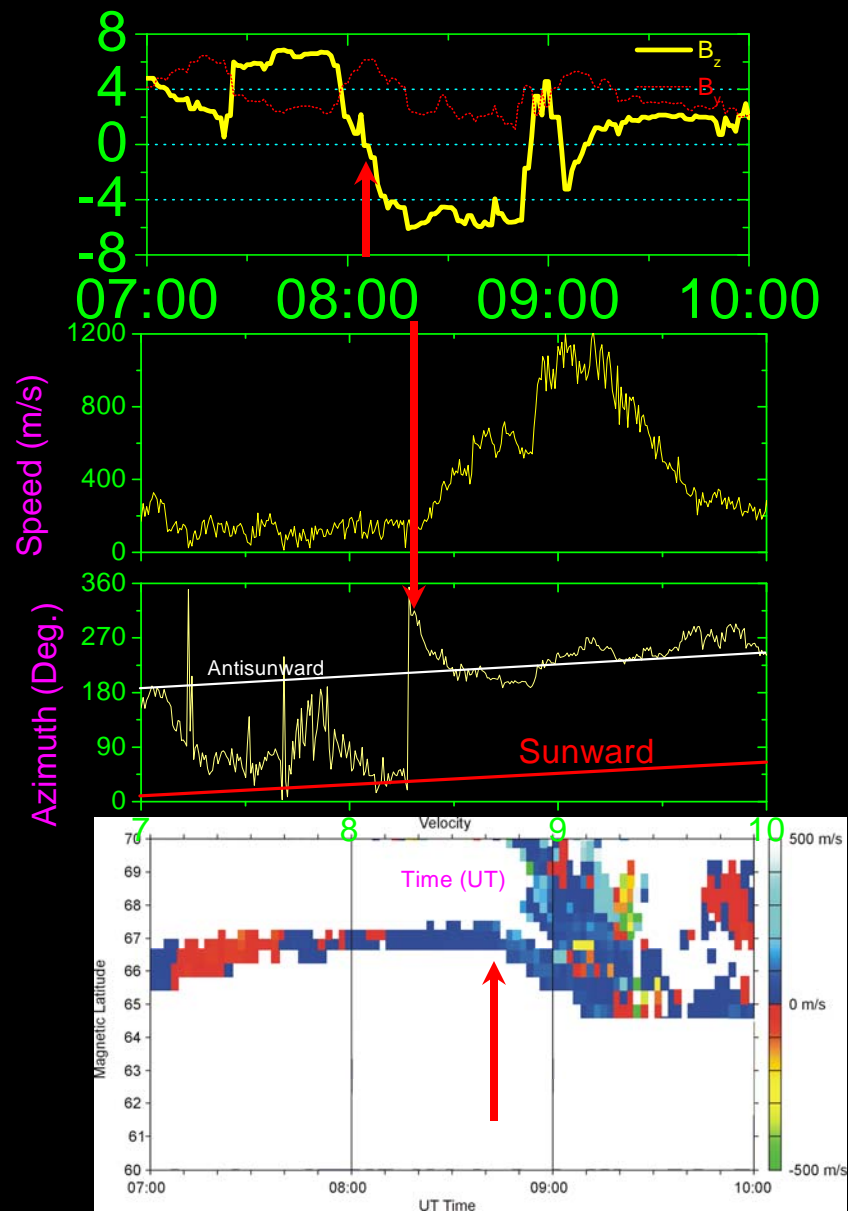 8
4
0
-4
-8
B_z
B_y
07:00 08:00 09:00 10:00
Speed (m/s)
1200
800
400
0
Azimuth (Deg.)
360
270
180
90
0
Antisunward
Sunward
7 8 9 10
Velocity
Time (UT)
Magnetic Latitude
70
69
68
67
66
65
64
63
62
61
60
500 m/s
0 m/s
-500 m/s
07:00 08:00 09:00 10:00
UT Time